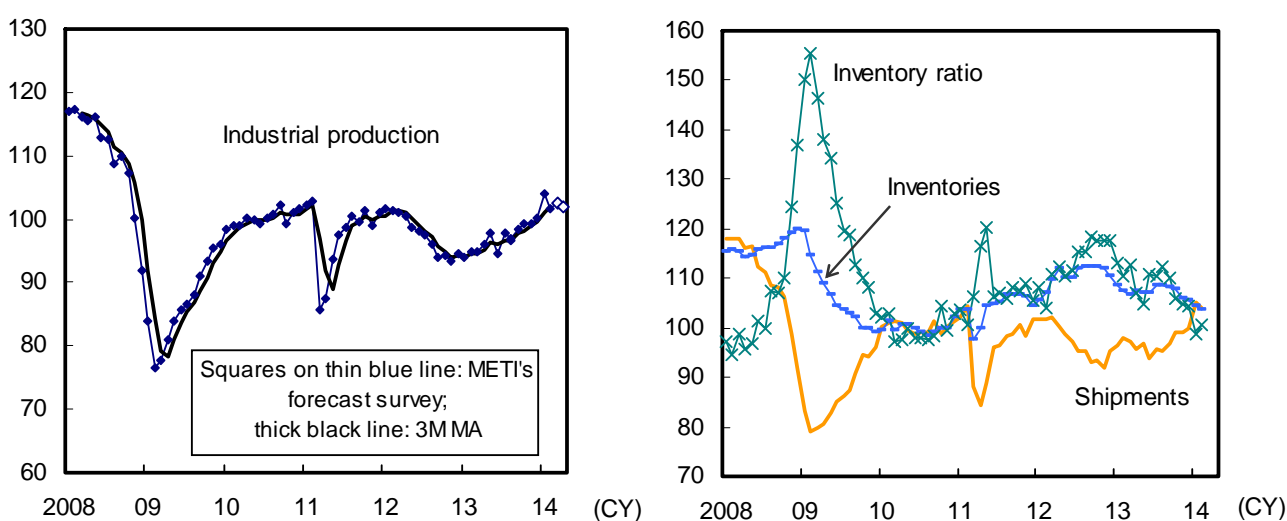 130
120
110
100
90
80
70
60
Industrial production
Squares on thin blue line: METI's
forecast survey;
thick black line: 3MMA
2008 09 10 11 12 13 14 (CY)
160
150
140
130
120
110
100
90
80
70
Inventory ratio
Inventories
Shipments
2008 09 10 11 12 13 14 (CY)